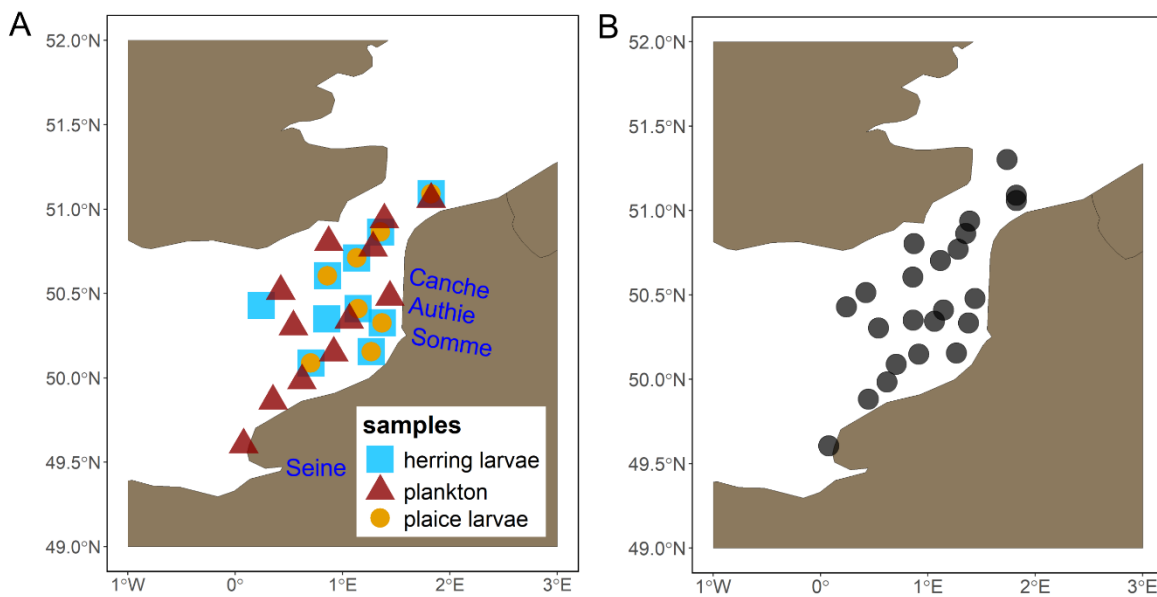 A
52.0°N
51.5°N
51.0°N
50.5°N
50.0°N
49.5°N
49.0°N
1°W
0°
1°E
2°E
3°E
Canche
Authie
Somme
Seine
samples
herring larvae
plankton
plaice larvae
B
52.0°N
51.5°N
51.0°N
50.5°N
50.0°N
49.5°N
49.0°N
1°W
0°
1°E
2°E
3°E